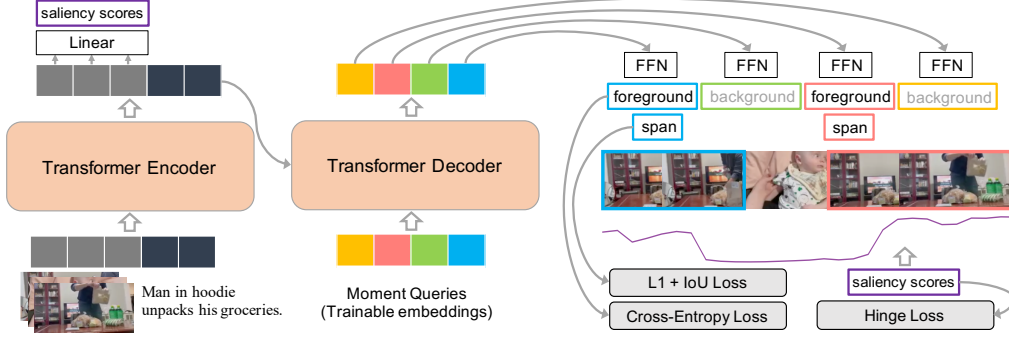 saliency scores
Linear
Transformer Encoder
Man in hoodie
unpacks his groceries.
Transformer Decoder
Moment Queries
(Trainable embeddings)
FFN FFN FFN FFN
foreground background foreground background
span span
L1 + IoU Loss
Cross-Entropy Loss
saliency scores
Hinge Loss